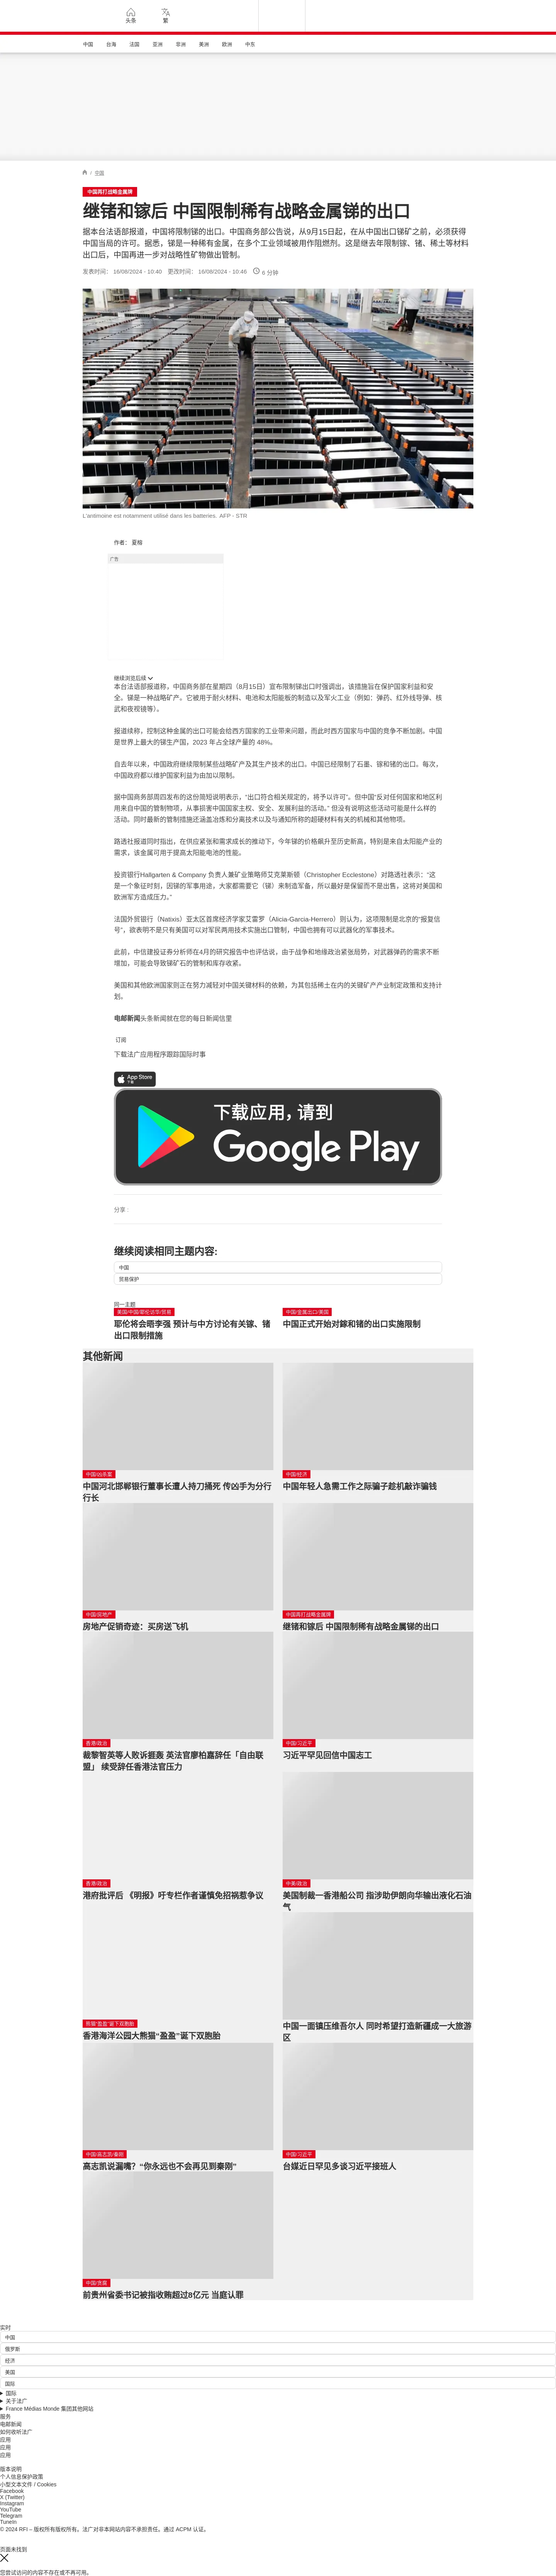 头条
繁
中国 台海 法国 亚洲 非洲 美洲 欧洲 中东
/ 中国
中国再打战略金属牌
继锗和镓后 中国限制稀有战略金属锑的出口
据本台法语部报道，中国将限制锑的出口。中国商务部公告说，从9月15日起，在从中国出口锑矿之前，必须获得
中国当局的许可。据悉，锑是一种稀有金属，在多个工业领域被用作阻燃剂。这是继去年限制镓、锗、稀土等材料
出口后，中国再进一步对战略性矿物做出管制。
发表时间： 16/08/2024 - 10:40 更改时间： 16/08/2024 - 10:46 6 分钟
L'antimoine est notamment utilisé dans les batteries. AFP - STR
作者： 夏榕
广告
继续浏览后续
本台法语部报道称，中国商务部在星期四（8月15日）宣布限制锑出口时强调出，该措施旨在保护国家利益和安
全。锑是一种战略矿产。它被用于耐火材料、电池和太阳能板的制造以及军火工业（例如：弹药、红外线导弹、核
武和夜视镜等）。
报道续称，控制这种金属的出口可能会给西方国家的工业带来问题，而此时西方国家与中国的竞争不断加剧。中国
是世界上最大的锑生产国，2023 年占全球产量的 48%。
自去年以来，中国政府继续限制某些战略矿产及其生产技术的出口。中国已经限制了石墨、镓和锗的出口。每次，
中国政府都以维护国家利益为由加以限制。
据中国商务部周四发布的这份简短说明表示，“出口符合相关规定的，将予以许可”。但中国“反对任何国家和地区利
用来自中国的管制物项，从事损害中国国家主权、安全、发展利益的活动。” 但没有说明这些活动可能是什么样的
活动。同时最新的管制措施还涵盖冶炼和分离技术以及与通知所称的超硬材料有关的机械和其他物项。
路透社报道同时指出，在供应紧张和需求成长的推动下，今年锑的价格飙升至历史新高，特别是来自太阳能产业的
需求，该金属可用于提高太阳能电池的性能。
投资银行Hallgarten & Company 负责人兼矿业策略师艾克莱斯顿（Christopher Ecclestone）对路透社表示：“这
是一个象征时刻，因锑的军事用途，大家都需要它（锑）来制造军备，所以最好是保留而不是出售，这将对美国和
欧洲军方造成压力。”
法国外贸银行（Natixis）亚太区首席经济学家艾雷罗（Alicia-Garcia-Herrero）则认为，这项限制是北京的“报复信
号”，欲表明不是只有美国可以对军民两用技术实施出口管制，中国也拥有可以武器化的军事技术。
此前，中信建投证券分析师在4月的研究报告中也评估说，由于战争和地缘政治紧张局势，对武器弹药的需求不断
增加，可能会导致锑矿石的管制和库存收紧。
美国和其他欧洲国家则正在努力减轻对中国关键材料的依赖，为其包括稀土在内的关键矿产产业制定政策和支持计
划。
电邮新闻头条新闻就在您的每日新闻信里
订阅
下载法广应用程序跟踪国际时事
App Store
下载应用，请到
Google Play
分享 :
继续阅读相同主题内容:
中国
贸易保护
同一主题
美国/中国/耶伦访华/贸易
耶伦将会晤李强 预计与中方讨论有关镓、锗
出口限制措施
中国/金属出口/美国
中国正式开始对鎵和锗的出口实施限制
其他新闻
中国/凶杀案
中国河北邯郸银行董事长遭人持刀捅死 传凶手为分行
行长
中国/经济
中国年轻人急需工作之际骗子趁机敲诈骗钱
中国/房地产
房地产促销奇迹：买房送飞机
中国再打战略金属牌
继锗和镓后 中国限制稀有战略金属锑的出口
香港/政治
裁黎智英等人败诉捱轰 英法官廖柏嘉辞任「自由联
盟」 续受辞任香港法官压力
中国/习近平
习近平罕见回信中国志工
香港/政治
港府批评后 《明报》吁专栏作者谨慎免招祸惹争议
中美/政治
美国制裁一香港船公司 指涉助伊朗向华输出液化石油
气
熊猫"盈盈"诞下双胞胎
香港海洋公园大熊猫“盈盈”诞下双胞胎
中国一面镇压维吾尔人 同时希望打造新疆成一大旅游
区
中国/高志凯/秦刚
高志凯说漏嘴？“你永远也不会再见到秦刚”
中国/习近平
台媒近日罕见多谈习近平接班人
中国/贪腐
前贵州省委书记被指收贿超过8亿元 当庭认罪
实时
中国
俄罗斯
经济
美国
国际
国际
关于法广
France Médias Monde 集团其他网站
服务
电邮新闻
如何收听法广
应用
应用
应用
版本说明
个人信息保护政策
小型文本文件 / Cookies
Facebook
X (Twitter)
Instagram
YouTube
Telegram
TuneIn
© 2024 RFI – 版权所有版权所有。法广对非本网站内容不承担责任。通过 ACPM 认证。
页面未找到
您尝试访问的内容不存在或不再可用。